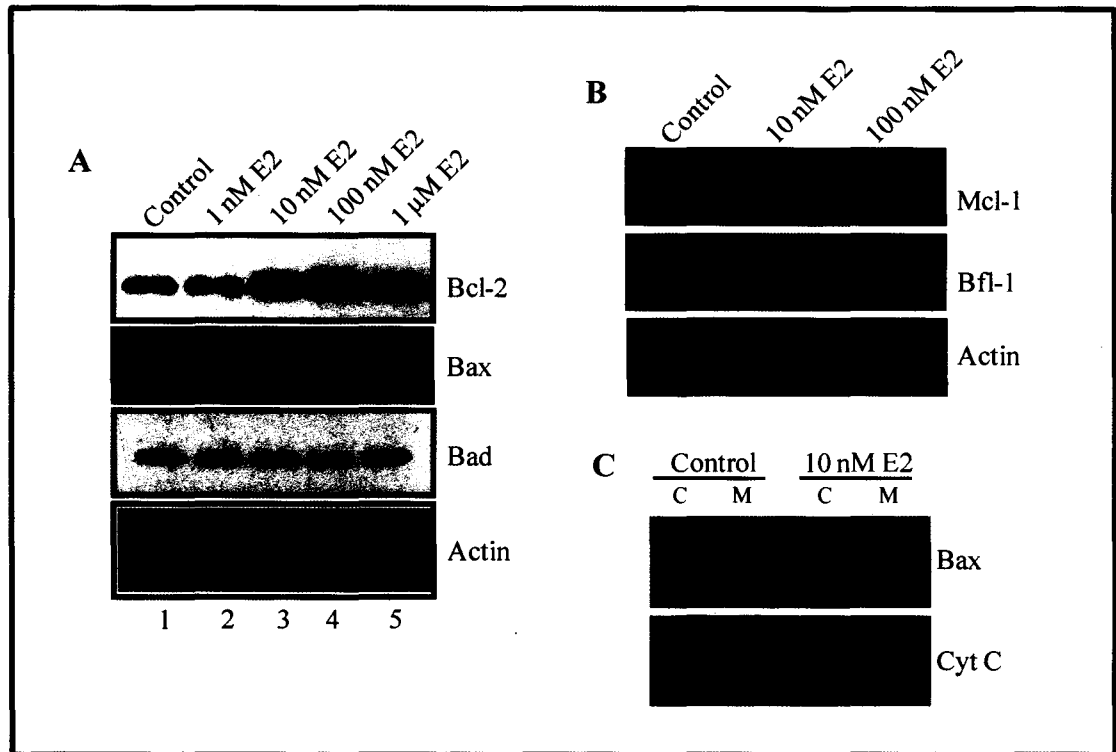 A
Control
1 nM E2
10 nM E2
100 nM E2
1 µM E2
Bcl-2
Bax
Bad
Actin
1 2 3 4 5
B
Control
10 nM E2
100 nM E2
Mcl-1
Bfl-1
Actin
C
Control 10 nM E2
C M C M
Bax
Cyt C